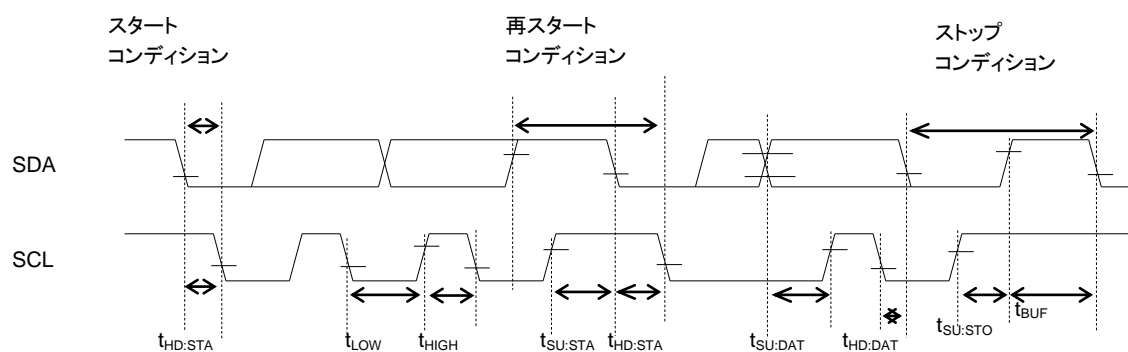 スタート
コンディション
再スタート
コンディション
ストップ
コンディション
SDA
SCL
tHD:STA
tLOW
tHIGH
tSU:STA
tHD:STA
tSU:DAT
tHD:DAT
tSU:STO
tBUF